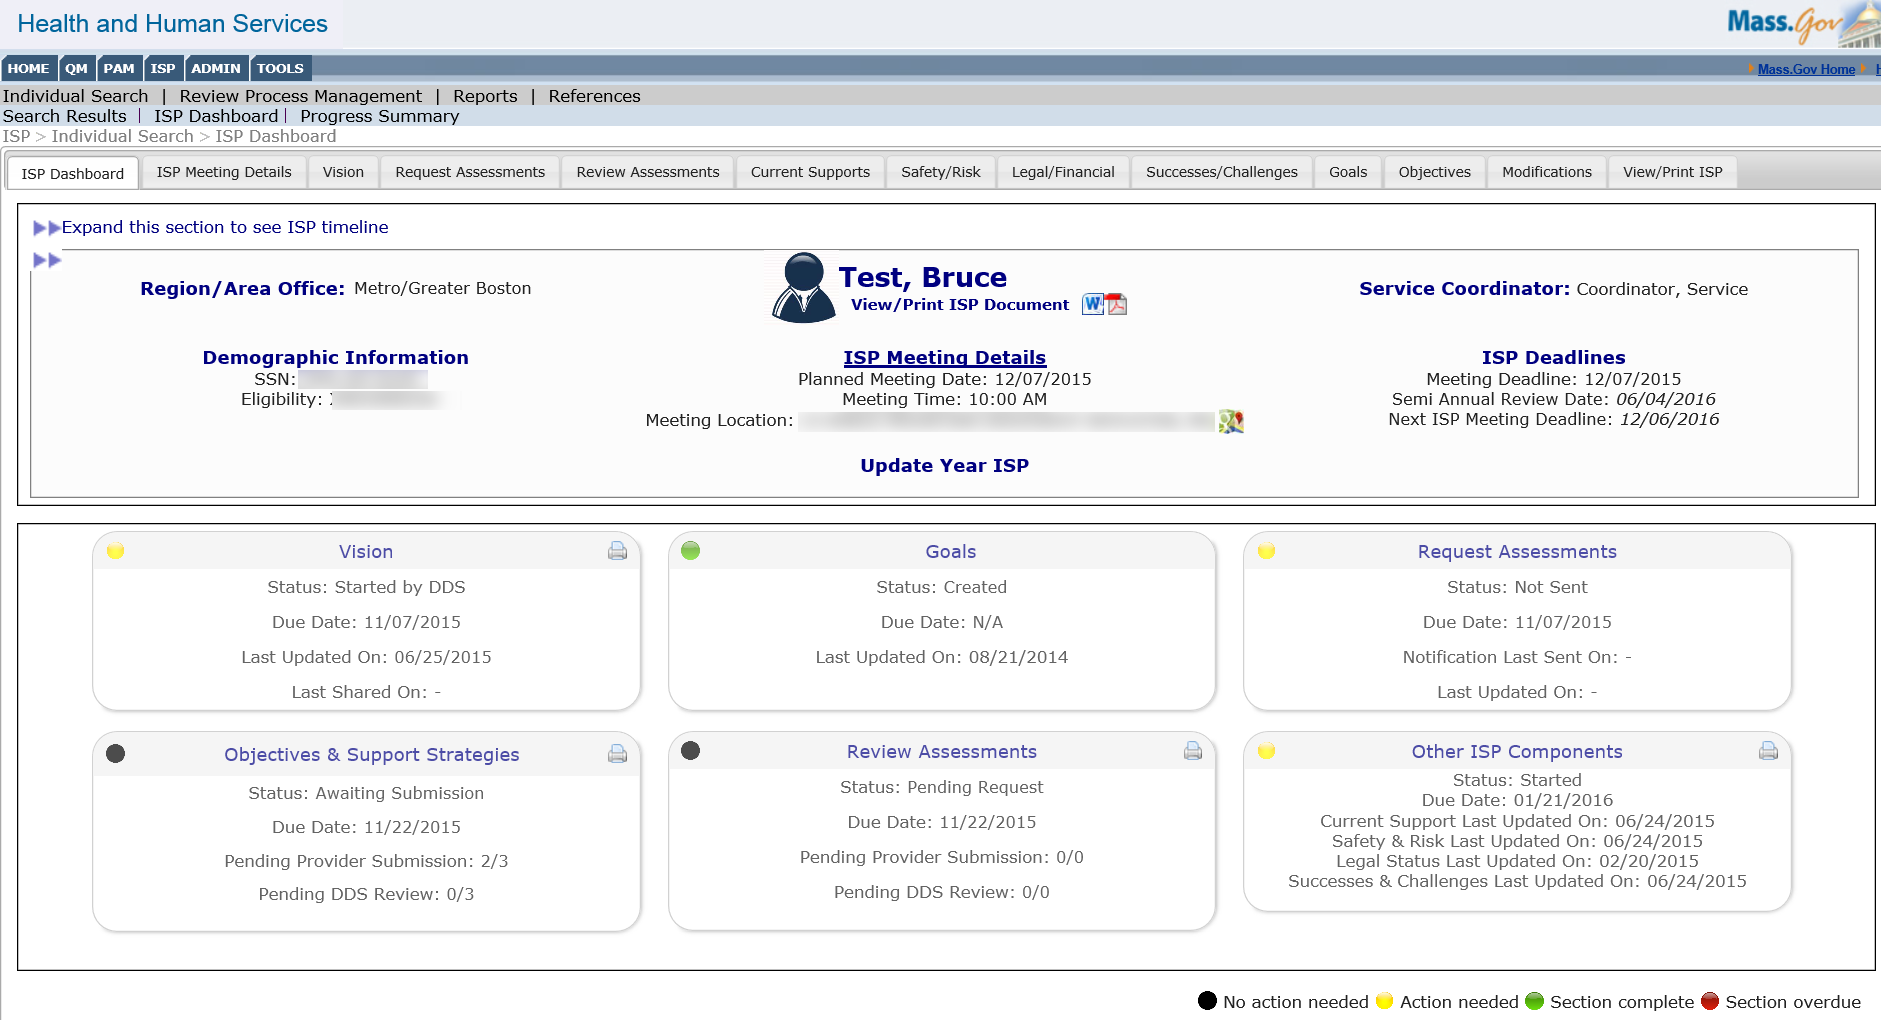 Health and Human Services
Mass.Gov
HOME QM PAM ISP ADMIN TOOLS
Mass.Gov Home
Individual Search | Review Process Management | Reports | References
Search Results | ISP Dashboard | Progress Summary
ISP > Individual Search > ISP Dashboard
ISP Dashboard ISP Meeting Details Vision Request Assessments Review Assessments Current Supports Safety/Risk Legal/Financial Successes/Challenges Goals Objectives Modifications View/Print ISP
Expand this section to see ISP timeline
Region/Area Office: Metro/Greater Boston
Test, Bruce
View/Print ISP Document
Service Coordinator: Coordinator, Service
Demographic Information
SSN:
Eligibility:
ISP Meeting Details
Planned Meeting Date: 12/07/2015
Meeting Time: 10:00 AM
Meeting Location:
Update Year ISP
ISP Deadlines
Meeting Deadline: 12/07/2015
Semi Annual Review Date: 06/04/2016
Next ISP Meeting Deadline: 12/06/2016
Vision
Status: Started by DDS
Due Date: 11/07/2015
Last Updated On: 06/25/2015
Last Shared On: -
Goals
Status: Created
Due Date: N/A
Last Updated On: 08/21/2014
Request Assessments
Status: Not Sent
Due Date: 11/07/2015
Notification Last Sent On: -
Last Updated On: -
Objectives & Support Strategies
Status: Awaiting Submission
Due Date: 11/22/2015
Pending Provider Submission: 2/3
Pending DDS Review: 0/3
Review Assessments
Status: Pending Request
Due Date: 11/22/2015
Pending Provider Submission: 0/0
Pending DDS Review: 0/0
Other ISP Components
Status: Started
Due Date: 01/21/2016
Current Support Last Updated On: 06/24/2015
Safety & Risk Last Updated On: 06/24/2015
Legal Status Last Updated On: 02/20/2015
Successes & Challenges Last Updated On: 06/24/2015
No action needed Action needed Section complete Section overdue